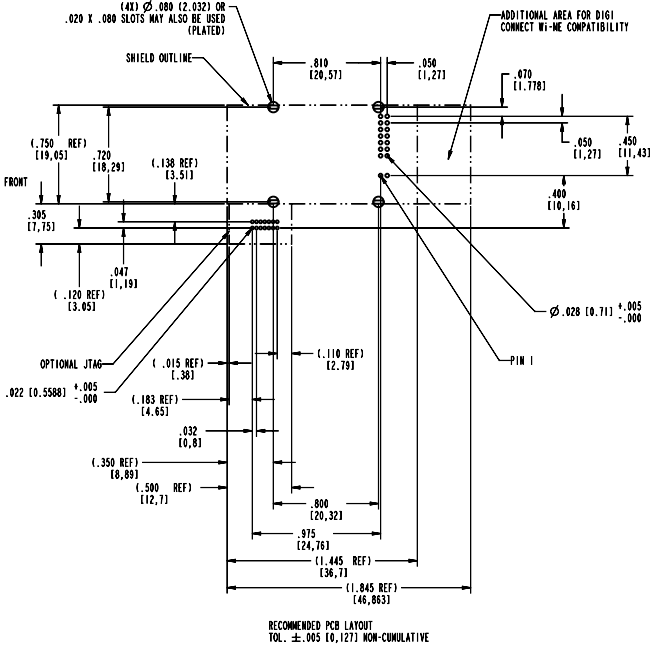 (4X) Ø .080 (2.032) OR
.020 X .080 SLOTS MAY ALSO BE USED
(PLATED)
ADDITIONAL AREA FOR DIGI
CONNECT Wi-ME COMPATIBILITY
SHIELD OUTLINE
.810
[20,57]
.050
[1,27]
.070
[1.778]
(.750 REF)
[19,05]
.720
[18,29]
(.138 REF)
[3.51]
.050
[1,27]
.450
[11,43]
FRONT
.305
[7,75]
.400
[10,16]
.047
[1,19]
( .120 REF)
[3.05]
Ø.028 [0.71] +.005
-.000
OPTIONAL JTAG
( .015 REF)
[.38]
(.110 REF)
[2.79]
PIN 1
.022 [0.5588] +.005
-.000
(.183 REF)
[4.65]
.032
[0,8]
(.350 REF)
[8,89]
(.500 REF)
[12,7]
.800
[20,32]
.975
[24,76]
(1.445 REF)
[36,7]
(1.845 REF)
[46,863]
RECOMMENDED PCB LAYOUT
TOL. ±.005 [0,127] NON-CUMULATIVE